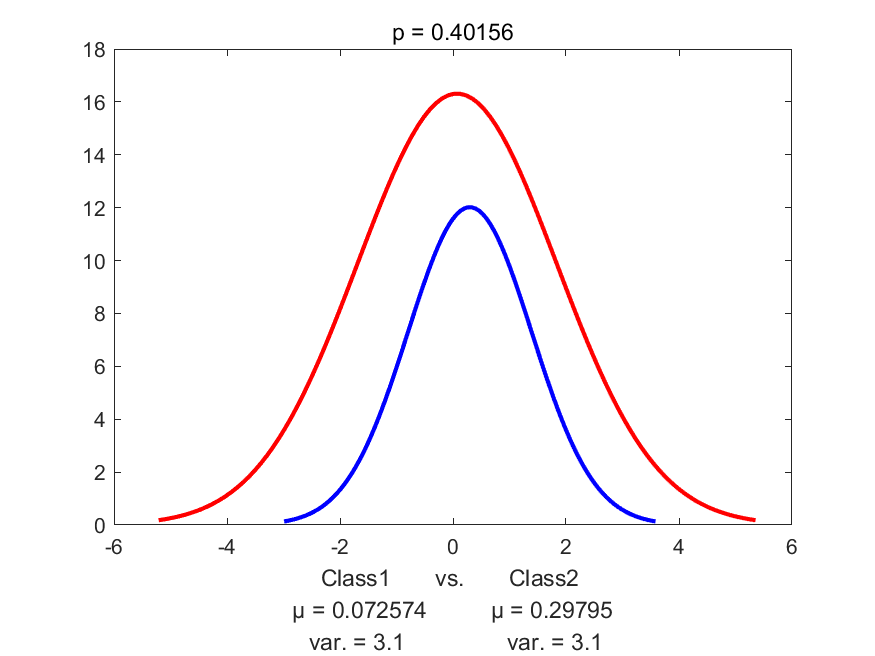 p = 0.40156
18
16
14
12
10
8
6
4
2
0
-6 -4 -2 0 2 4 6
Class1 vs. Class2
μ = 0.072574 μ = 0.29795
var. = 3.1 var. = 3.1